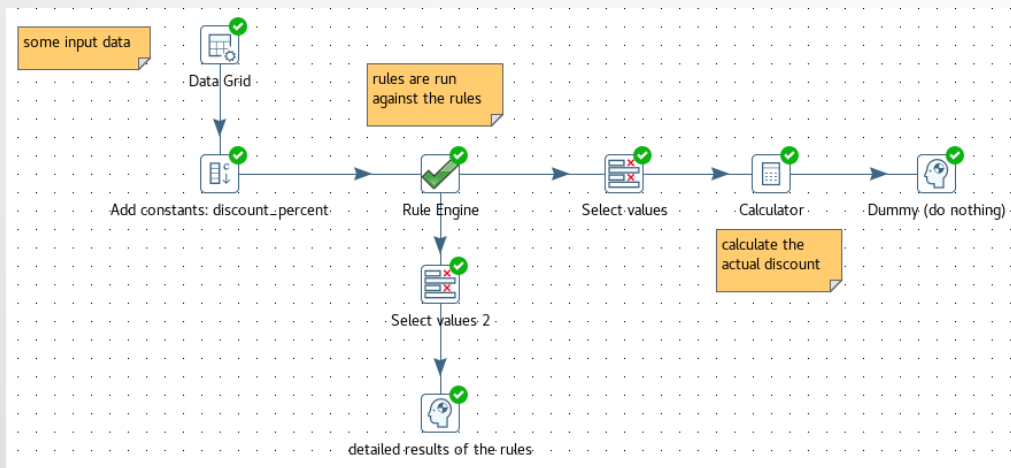 some input data
Data Grid
rules are run
against the rules
Add constants: discount_percent
Rule Engine
Select values
Calculator
Dummy (do nothing)
calculate the
actual discount
Select values 2
detailed results of the rules